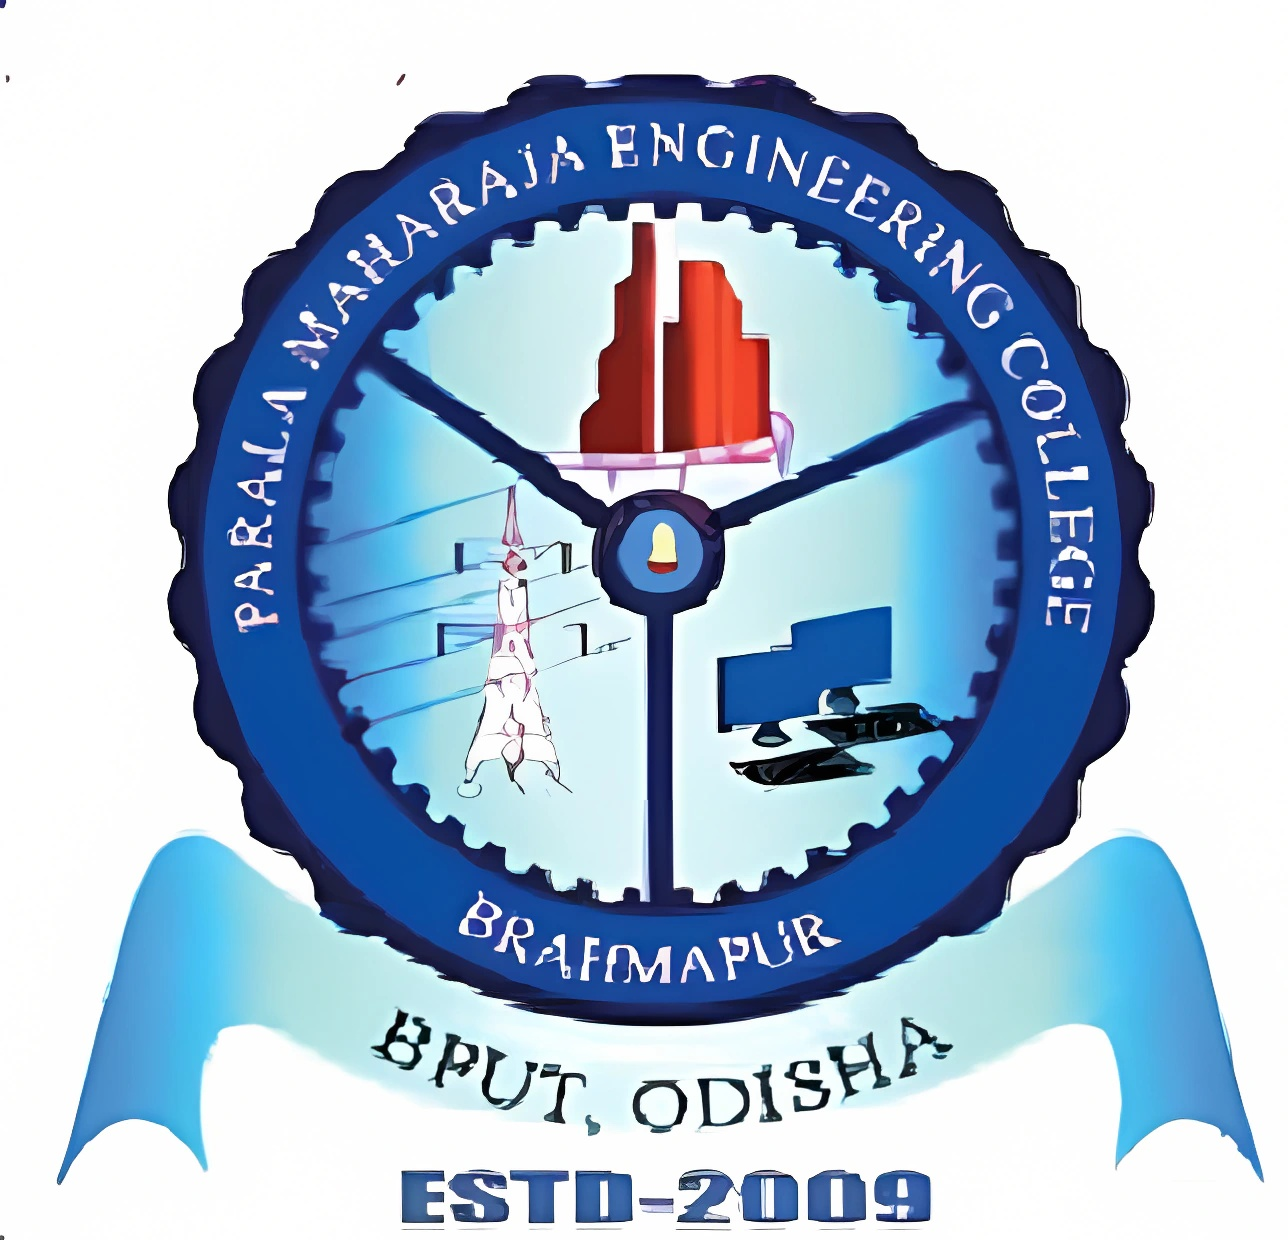 PARALA MAHARAJA ENGINEERING COLLEGE
BRAHMAPUR
BPUT, ODISHA
ESTD-2009